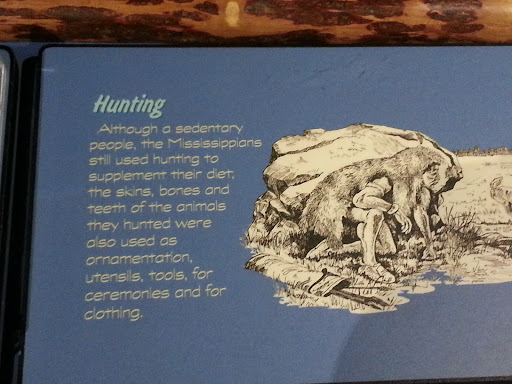 Hunting
Although a sedentary
people, the Mississippians
still used hunting to
supplement their diet;
the skins, bones and
teeth of the animals
they hunted were
also used as
ornamentation,
utensils, tools, for
ceremonies and for
clothing.